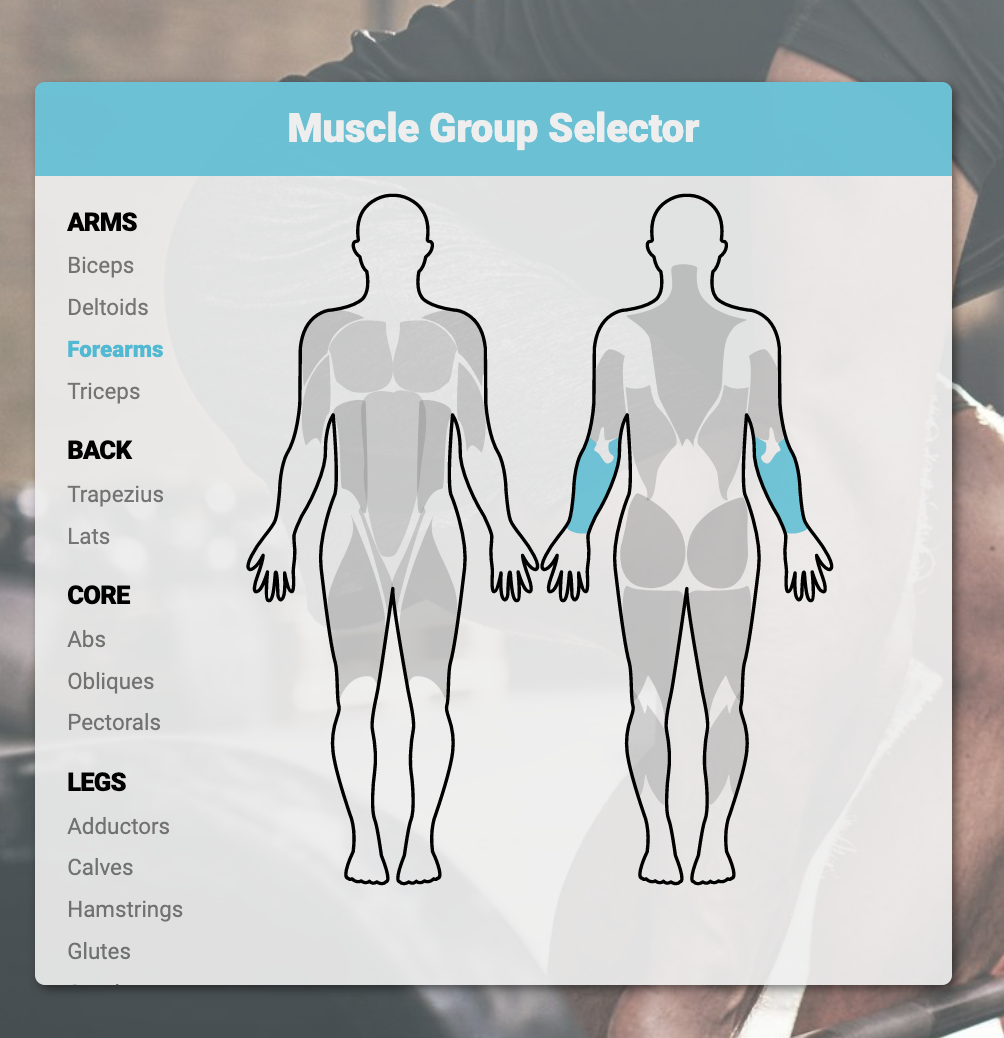 Muscle Group Selector
ARMS
Biceps
Deltoids
Forearms
Triceps
BACK
Trapezius
Lats
CORE
Abs
Obliques
Pectorals
LEGS
Adductors
Calves
Hamstrings
Glutes